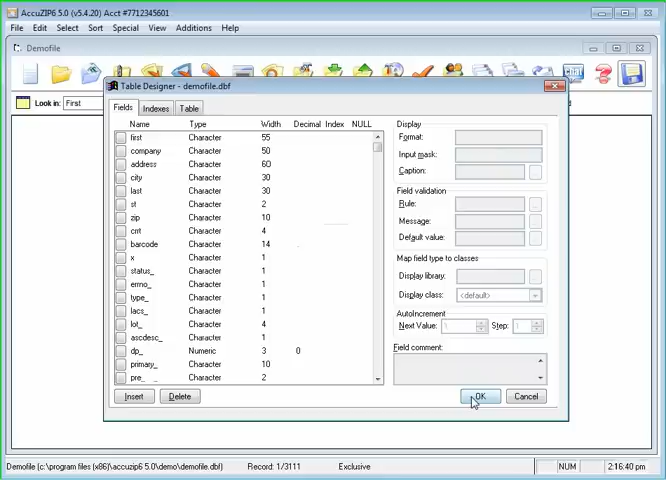 AccuZIP6 5.0 (v5.4.20) Acct #7712345601
File Edit Select Sort Special View Additions Help
Demofile
Look in: First
Table Designer - demofile.dbf
Fields Indexes Table
Name Type Width Decimal Index NULL
first Character 55
company Character 50
address Character 60
city Character 30
last Character 30
st Character 2
zip Character 10
crrt Character 4
barcode Character 14
x Character 1
status_ Character 1
errno_ Character 1
type_ Character 1
lacs_ Character 1
lot_ Character 4
ascdesc_ Character 1
dp_ Numeric 3 0
primary_ Character 10
pre_ Character 2
Insert Delete
Display
Format:
Input mask:
Caption:
Field validation
Rule:
Message:
Default value:
Map field type to classes
Display library:
Display class: <default>
AutoIncrement
Next Value: 1 Step: 1
Field comment:
OK Cancel
Demofile (c:\program files (x86)\accuzip6 5.0\demo\demofile.dbf) Record: 1/3111 Exclusive NUM 2:16:40 pm